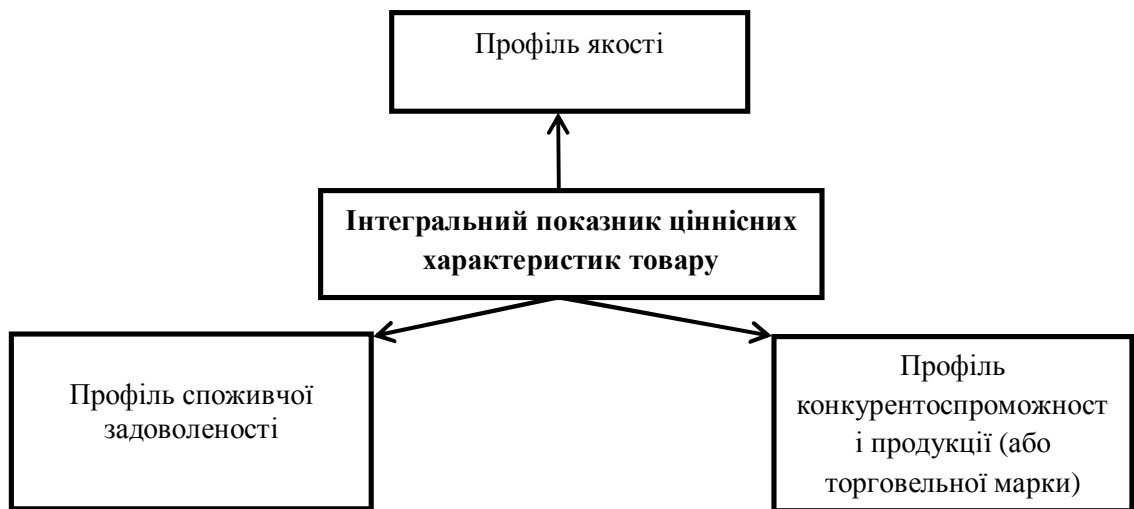 Профіль якості
Інтегральний показник ціннісних
характеристик товару
Профіль споживчої
задоволеності
Профіль
конкурентоспроможност
і продукції (або
торговельної марки)